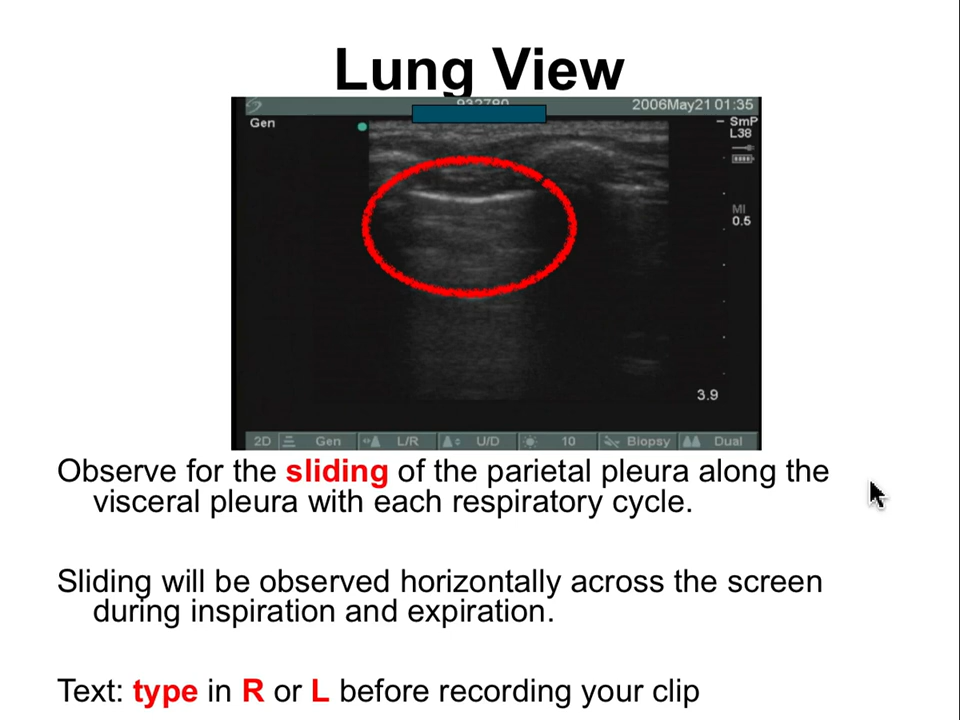 Lung View
2006May21 01:35
Gen
SmP
L38
MI
0.5
3.9
2D Gen L/R U/D 10 Biopsy Dual
Observe for the sliding of the parietal pleura along the
visceral pleura with each respiratory cycle.
Sliding will be observed horizontally across the screen
during inspiration and expiration.
Text: type in R or L before recording your clip